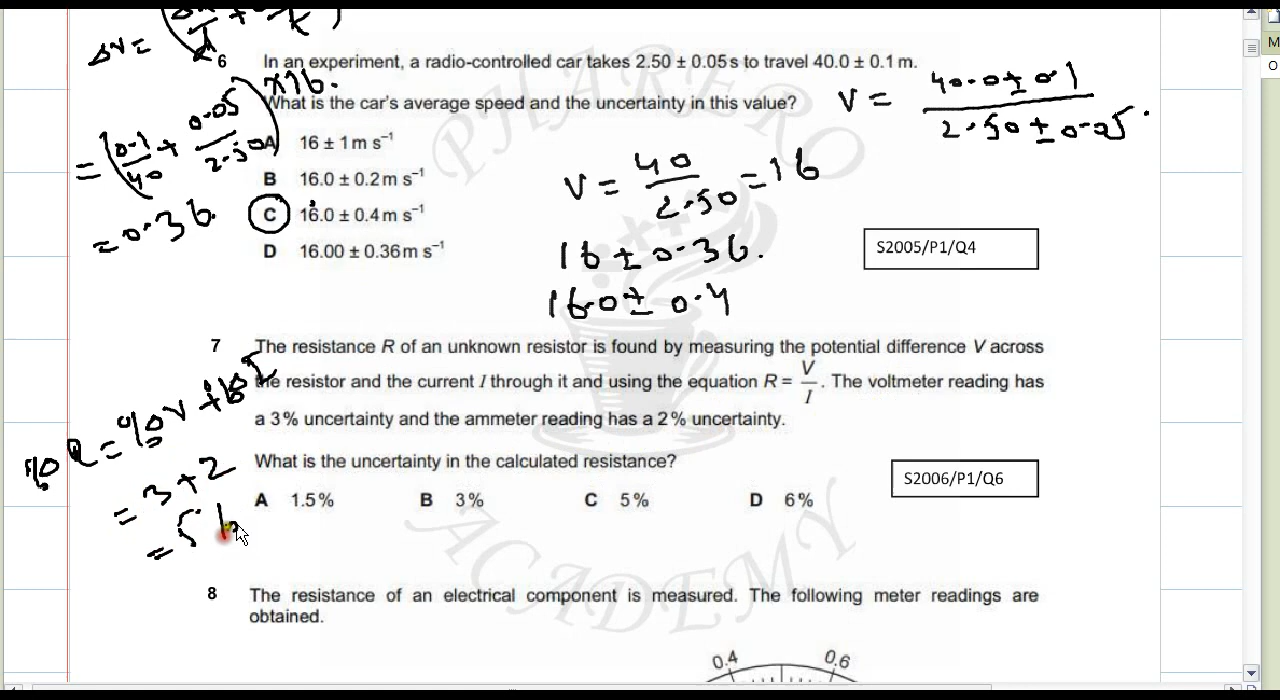 ΔV =
6 In an experiment, a radio-controlled car takes 2.50 ± 0.05 s to travel 40.0 ± 0.1 m.
What is the car's average speed and the uncertainty in this value?
A 16 ± 1 m s⁻¹
B 16.0 ± 0.2 m s⁻¹
C 16.0 ± 0.4 m s⁻¹
D 16.00 ± 0.36 m s⁻¹
= (0.1/40 + 0.05/2.50) × 16.
= 0.36
V = 40.0 ± 0.1 / 2.50 ± 0.05.
V = 40/2.50 = 16
16 ± 0.36.
16.0 ± 0.4
S2005/P1/Q4
7 The resistance R of an unknown resistor is found by measuring the potential difference V across
the resistor and the current I through it and using the equation R = V/I. The voltmeter reading has
a 3% uncertainty and the ammeter reading has a 2% uncertainty.
What is the uncertainty in the calculated resistance?
S2006/P1/Q6
A 1.5% B 3% C 5% D 6%
% R = % V + % I
= 3 + 2
= 5
8 The resistance of an electrical component is measured. The following meter readings are
obtained.
0.4 0.6
PHARERO
ACADEMY
M
O